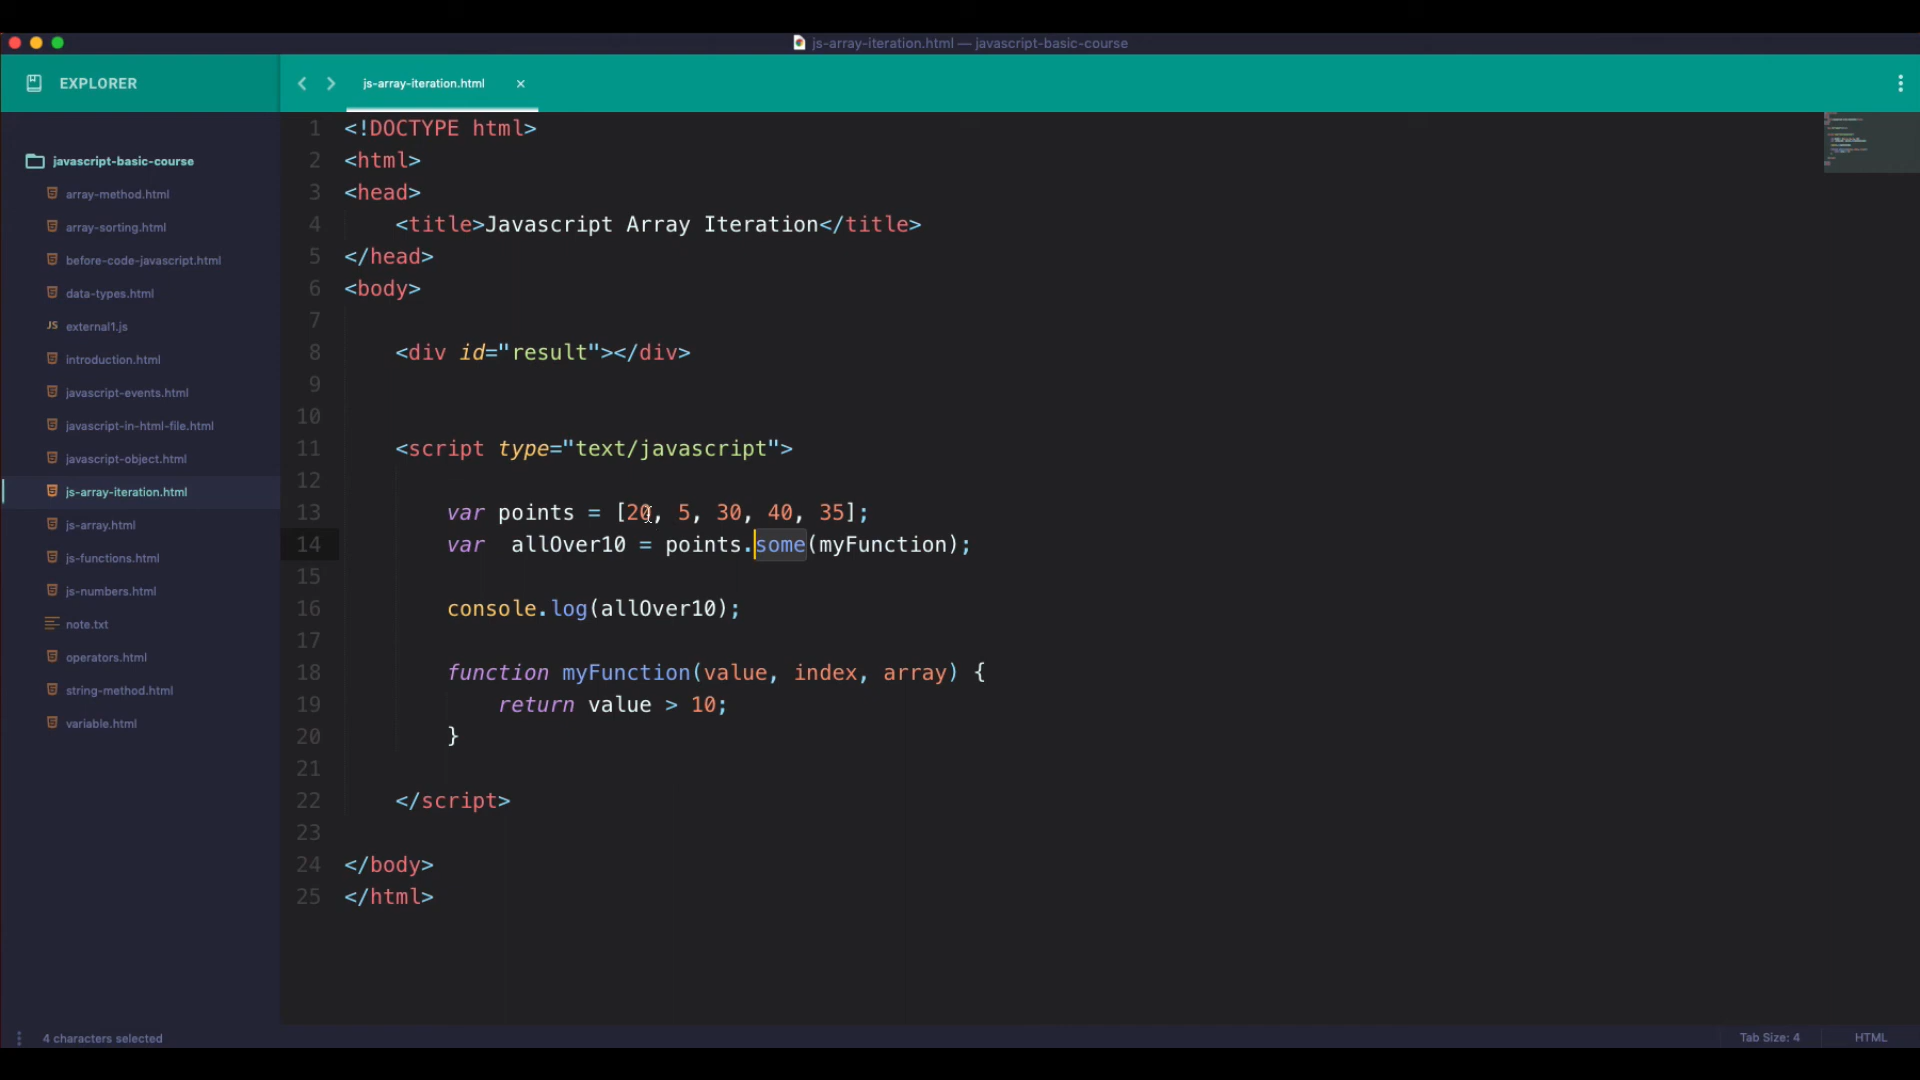 js-array-iteration.html — javascript-basic-course
EXPLORER
js-array-iteration.html ×
javascript-basic-course
array-method.html
array-sorting.html
before-code-javascript.html
data-types.html
JS external1.js
introduction.html
javascript-events.html
javascript-in-html-file.html
javascript-object.html
js-array-iteration.html
js-array.html
js-functions.html
js-numbers.html
note.txt
operators.html
string-method.html
variable.html
1 <!DOCTYPE html>
2 <html>
3 <head>
4 <title>Javascript Array Iteration</title>
5 </head>
6 <body>
7
8 <div id="result"></div>
9
10
11 <script type="text/javascript">
12
13 var points = [20, 5, 30, 40, 35];
14 var  allOver10 = points.some(myFunction);
15
16 console.log(allOver10);
17
18 function myFunction(value, index, array) {
19 return value > 10;
20 }
21
22 </script>
23
24 </body>
25 </html>
4 characters selected
Tab Size: 4
HTML